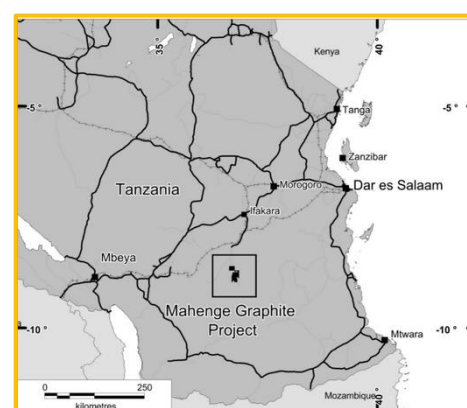 35
40
Kenya
-5 °
Tanga
-5 °
Zanzibar
Tanzania
Morogoro
Dar es Salaam
Ifakara
Mbeya
Mahenge Graphite
Project
-10 °
Mtwara
-10 °
0
250
kilometres
Mozambique
40